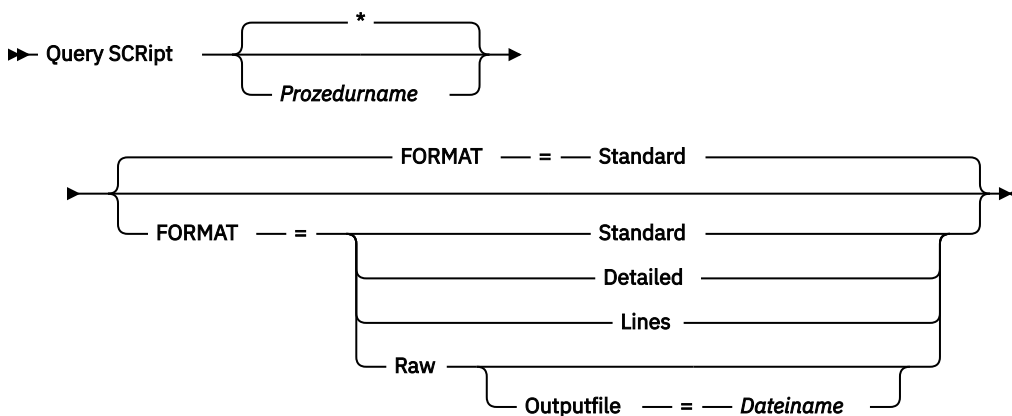 *
Query SCRipt
Prozedurname
FORMAT = Standard
FORMAT = Standard
Detailed
Lines
Raw
Outputfile = Dateiname